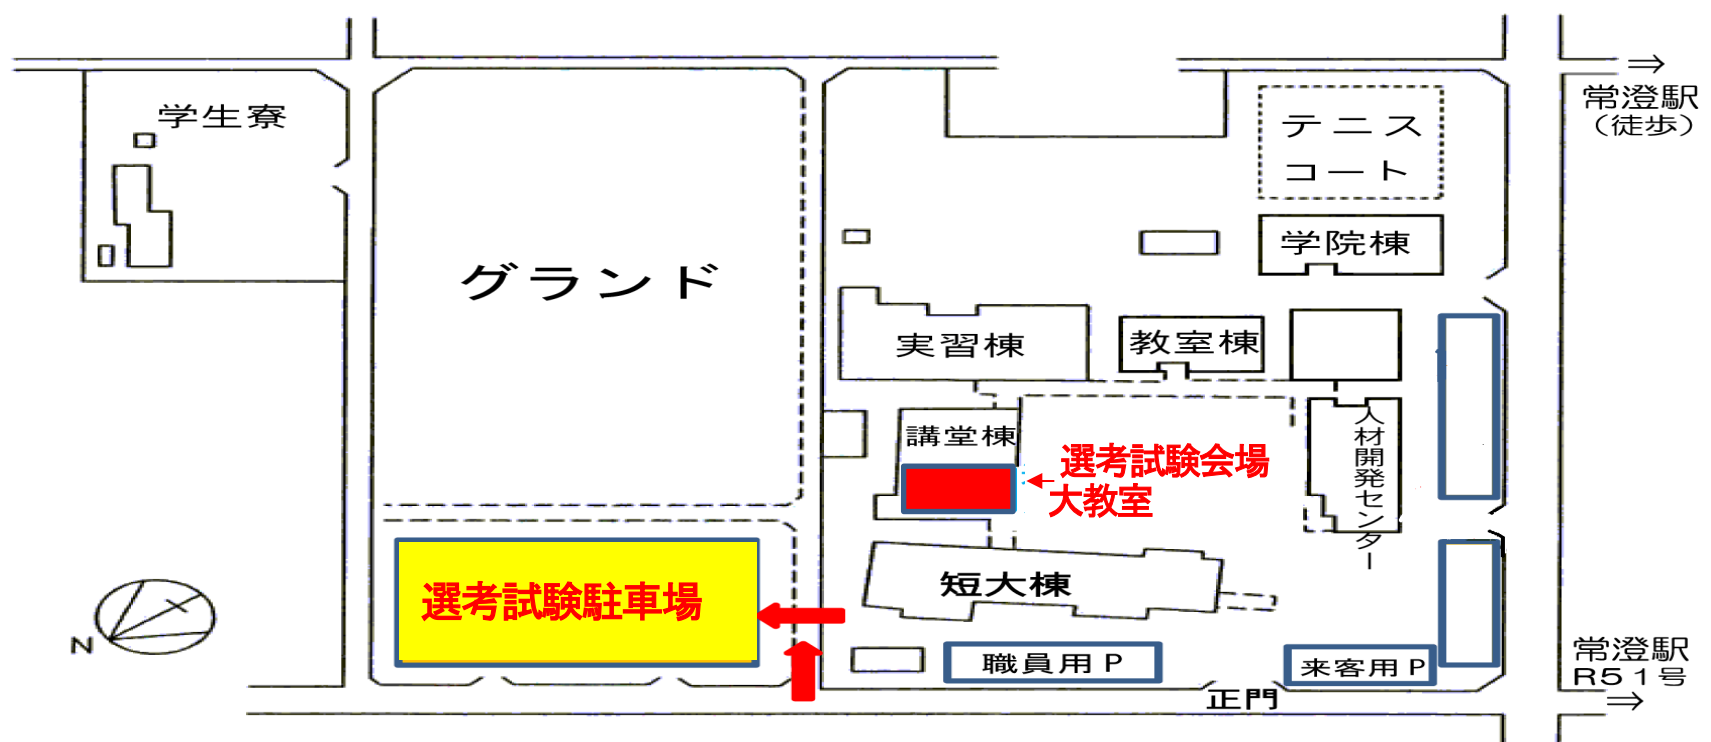 学生寮
常澄駅
（徒歩）
テニス
コート
学院棟
グランド
実習棟
教室棟
講堂棟
人材開発センター
選考試験会場
大教室
短大棟
選考試験駐車場
N
職員用P
来客用P
常澄駅
R51号
正門